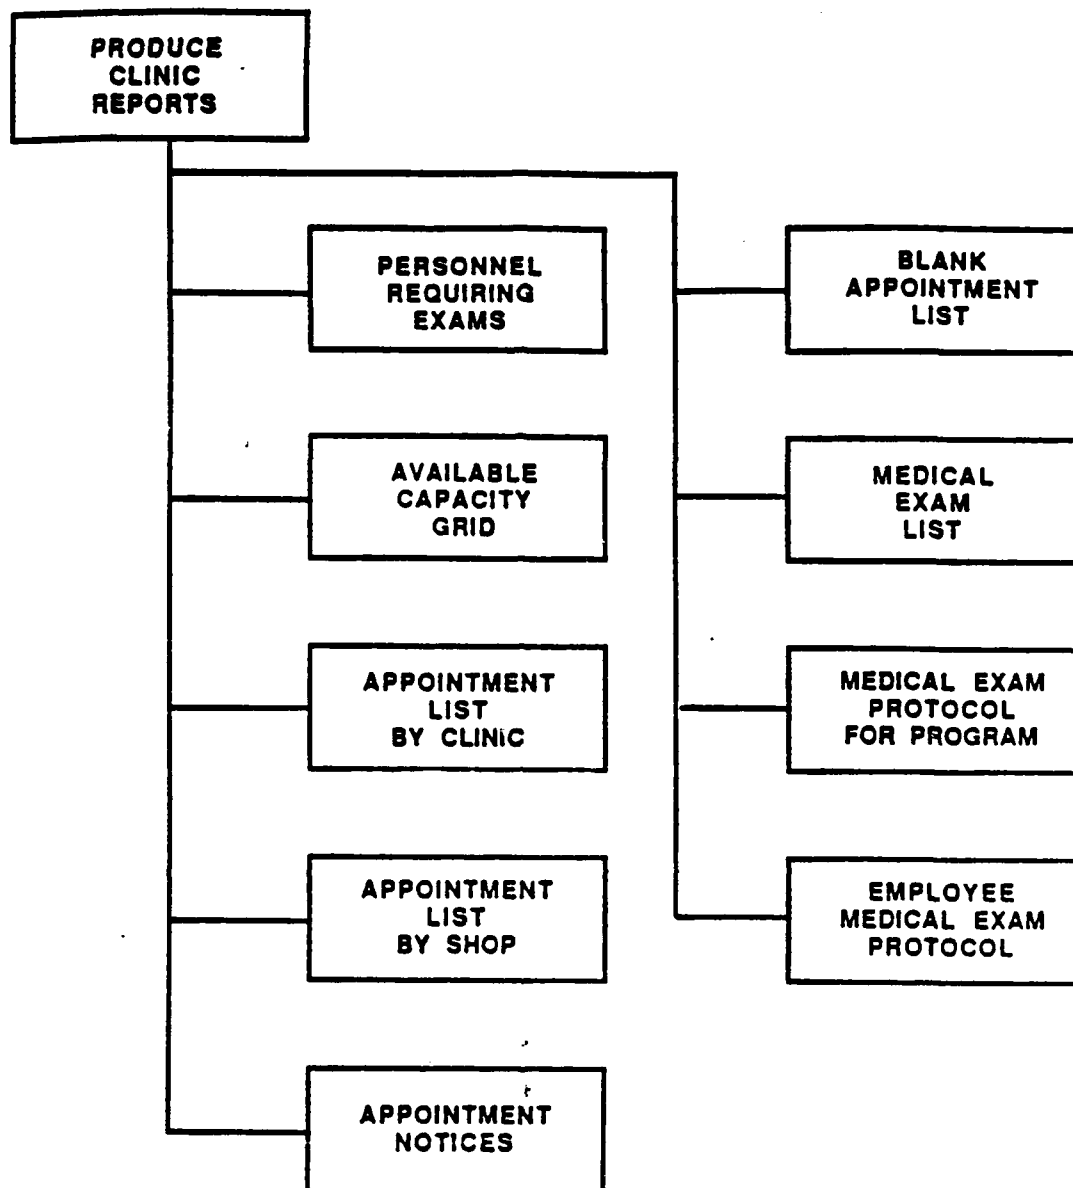 PRODUCE
CLINIC
REPORTS
PERSONNEL
REQUIRING
EXAMS
AVAILABLE
CAPACITY
GRID
APPOINTMENT
LIST
BY CLINIC
APPOINTMENT
LIST
BY SHOP
APPOINTMENT
NOTICES
BLANK
APPOINTMENT
LIST
MEDICAL
EXAM
LIST
MEDICAL EXAM
PROTOCOL
FOR PROGRAM
EMPLOYEE
MEDICAL EXAM
PROTOCOL